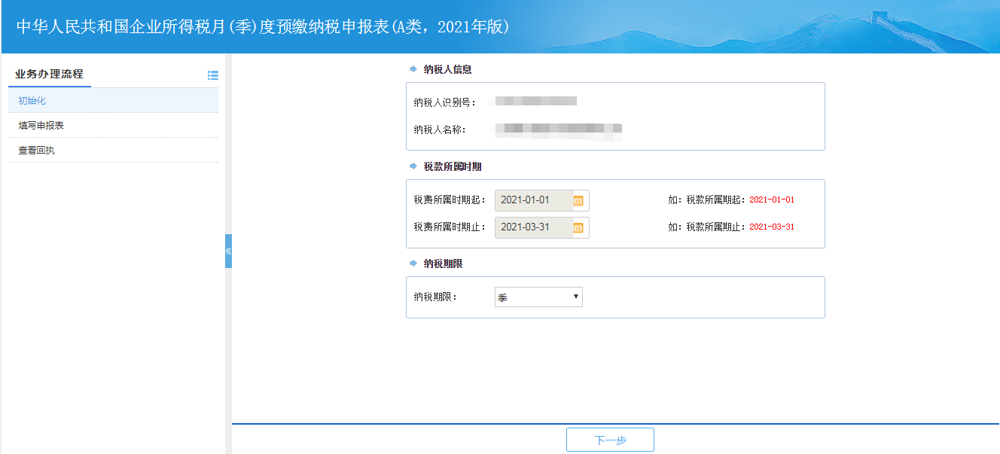 中华人民共和国企业所得税月(季)度预缴纳税申报表(A类，2021年版)
业务办理流程
初始化
填写申报表
查看回执
纳税人信息
纳税人识别号：
纳税人名称：
税款所属时期
税费所属时期起： 2021-01-01 如：税款所属期起：2021-01-01
税费所属时期止： 2021-03-31 如：税款所属期止：2021-03-31
纳税期限
纳税期限： 季
下一步